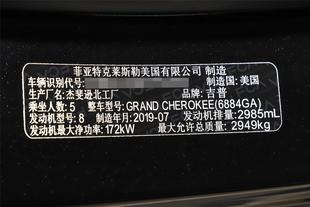 菲亚特克莱斯勒美国有限公司 制造
车辆识别代号 制造国: 美国
生产厂名: 杰斐逊北工厂 品牌: 吉普
乘坐人数: 5 整车型号: GRAND CHEROKEE(6884GA)
发动机型号: 8 制造年月 2019-07 发动机排量: 2985mL
发动机功率: 172kW 最大允许总质量: 2949kg